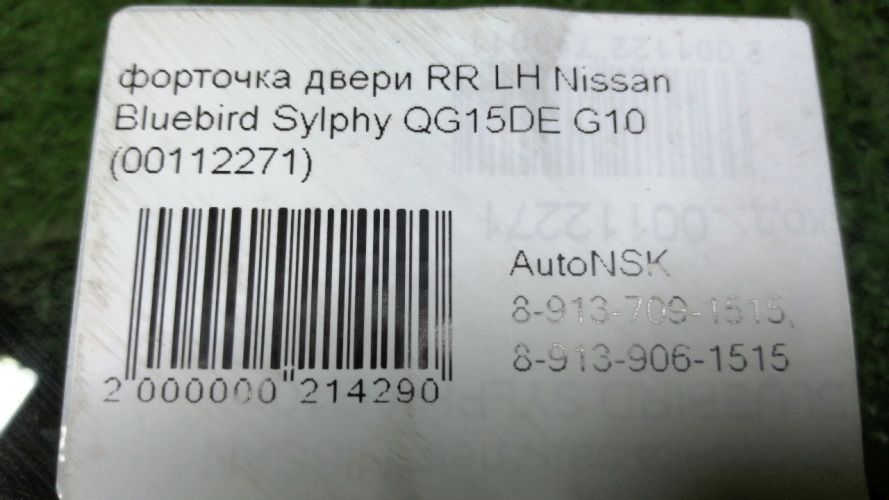 форточка двери RR LH Nissan
Bluebird Sylphy QG15DE G10
(00112271)
AutoNSK
8-913-709-1515,
8-913-906-1515
2 000000 214290